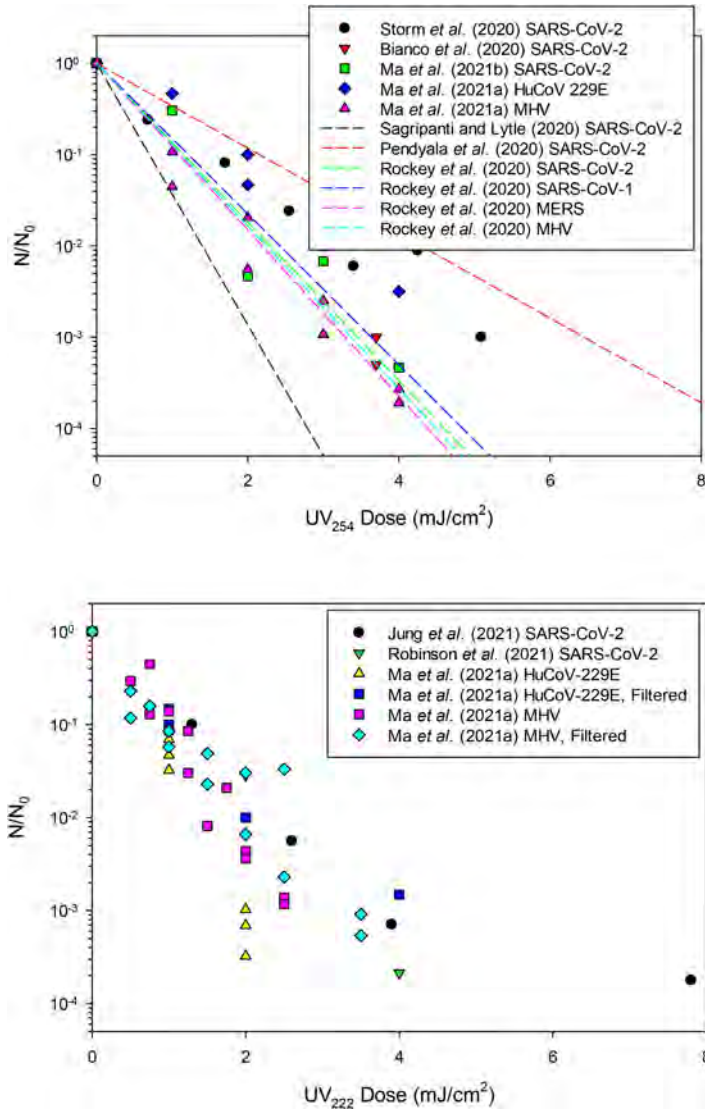 Storm et al. (2020) SARS-CoV-2
Bianco et al. (2020) SARS-CoV-2
Ma et al. (2021b) SARS-CoV-2
Ma et al. (2021a) HuCoV 229E
Ma et al. (2021a) MHV
Sagripanti and Lytle (2020) SARS-CoV-2
Pendyala et al. (2020) SARS-CoV-2
Rockey et al. (2020) SARS-CoV-2
Rockey et al. (2020) SARS-CoV-1
Rockey et al. (2020) MERS
Rockey et al. (2020) MHV
N/N₀
10⁰
10⁻¹
10⁻²
10⁻³
10⁻⁴
0 2 4 6 8
UV₂₅₄ Dose (mJ/cm²)
Jung et al. (2021) SARS-CoV-2
Robinson et al. (2021) SARS-CoV-2
Ma et al. (2021a) HuCoV-229E
Ma et al. (2021a) HuCoV-229E, Filtered
Ma et al. (2021a) MHV
Ma et al. (2021a) MHV, Filtered
N/N₀
10⁰
10⁻¹
10⁻²
10⁻³
10⁻⁴
0 2 4 6 8
UV₂₂₂ Dose (mJ/cm²)